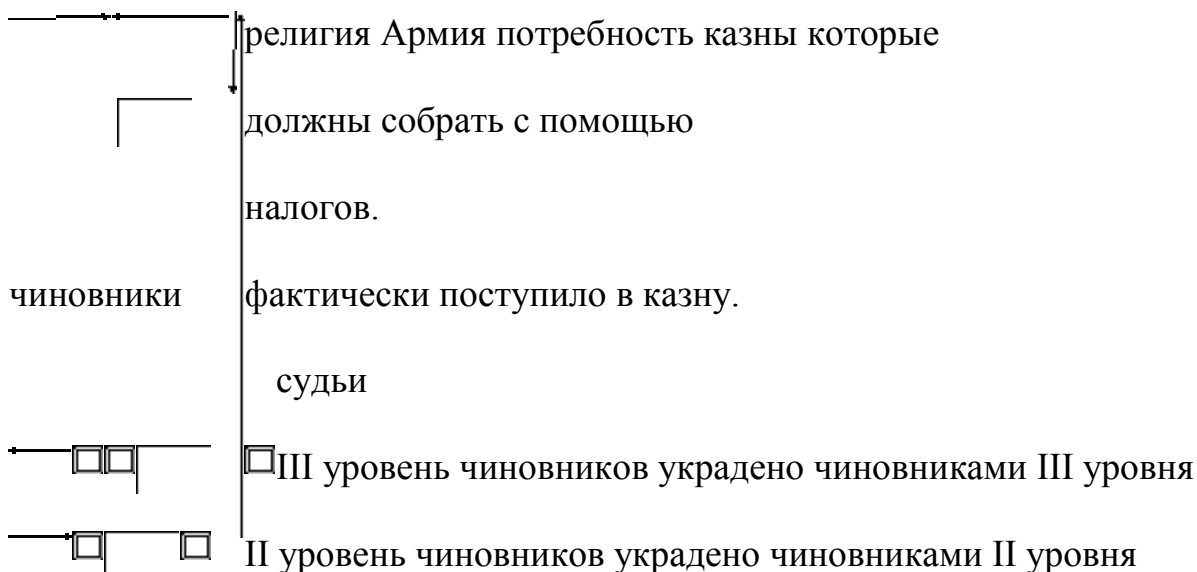 религия Армия потребность казны которые
должны собрать с помощью
налогов.
чиновники фактически поступило в казну.
судьи
III уровень чиновников украдено чиновниками III уровня
II уровень чиновников украдено чиновниками II уровня